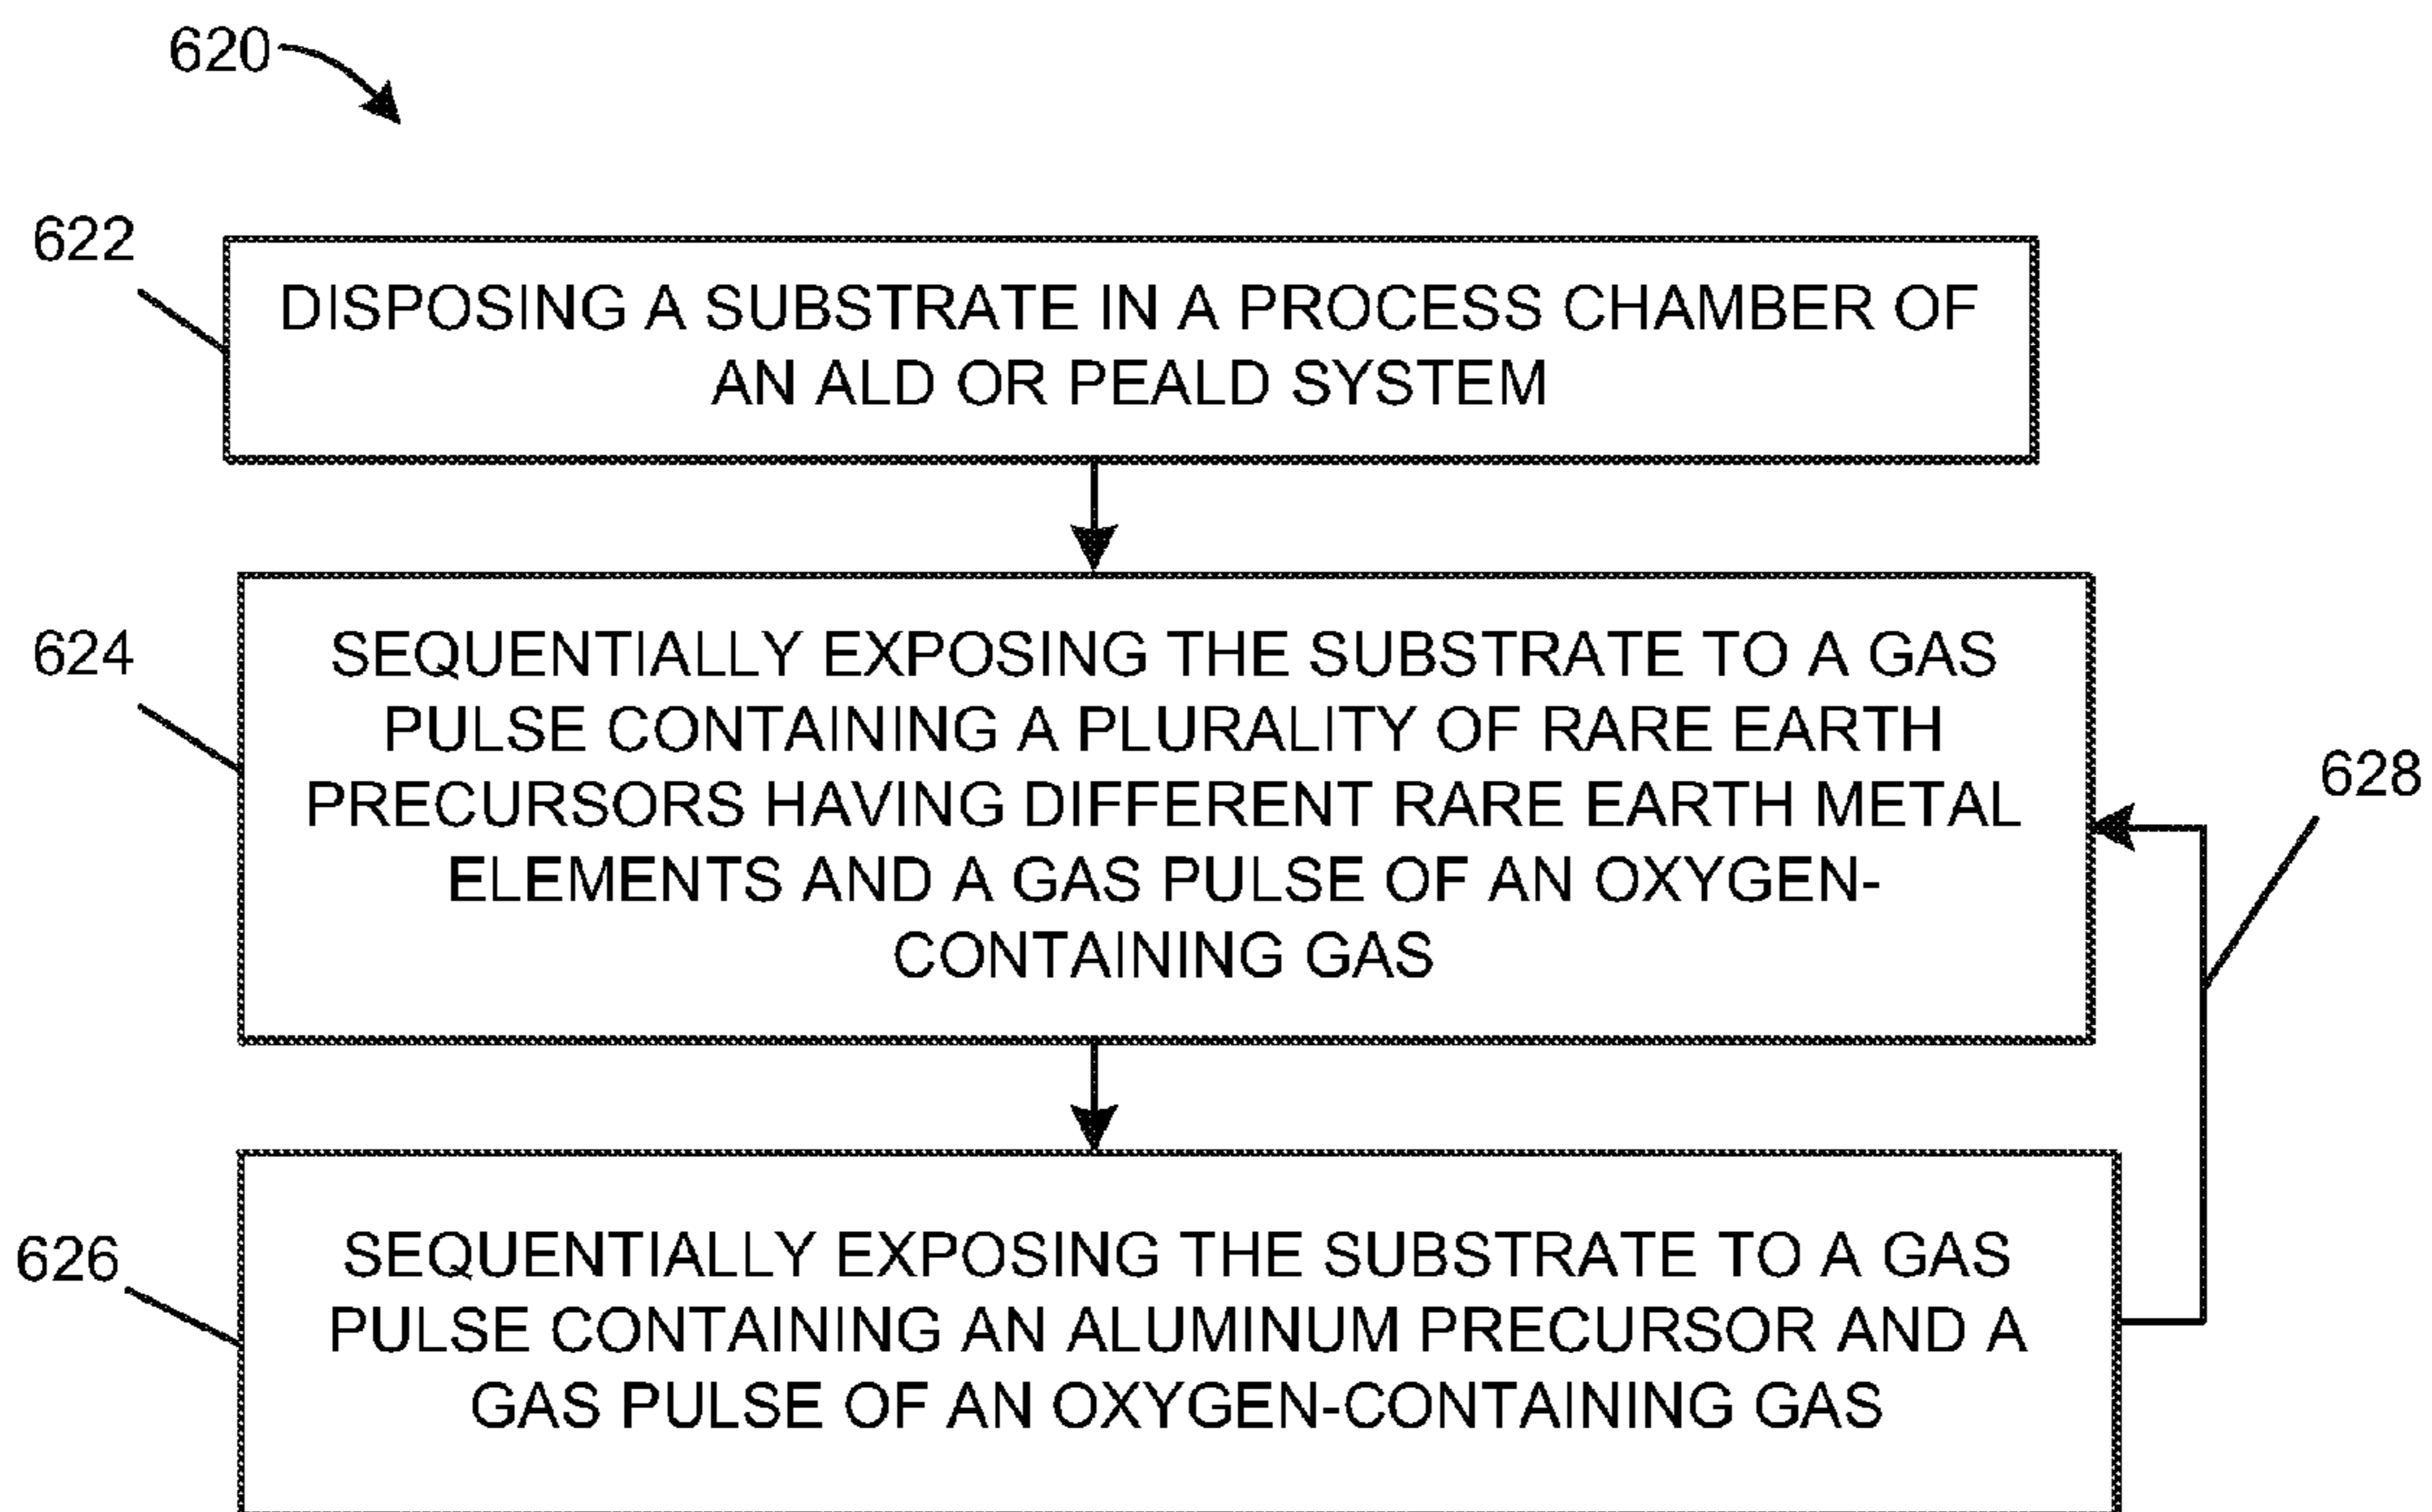 620
622
DISPOSING A SUBSTRATE IN A PROCESS CHAMBER OF
AN ALD OR PEALD SYSTEM
624
SEQUENTIALLY EXPOSING THE SUBSTRATE TO A GAS
PULSE CONTAINING A PLURALITY OF RARE EARTH
PRECURSORS HAVING DIFFERENT RARE EARTH METAL
ELEMENTS AND A GAS PULSE OF AN OXYGEN-
CONTAINING GAS
628
626
SEQUENTIALLY EXPOSING THE SUBSTRATE TO A GAS
PULSE CONTAINING AN ALUMINUM PRECURSOR AND A
GAS PULSE OF AN OXYGEN-CONTAINING GAS